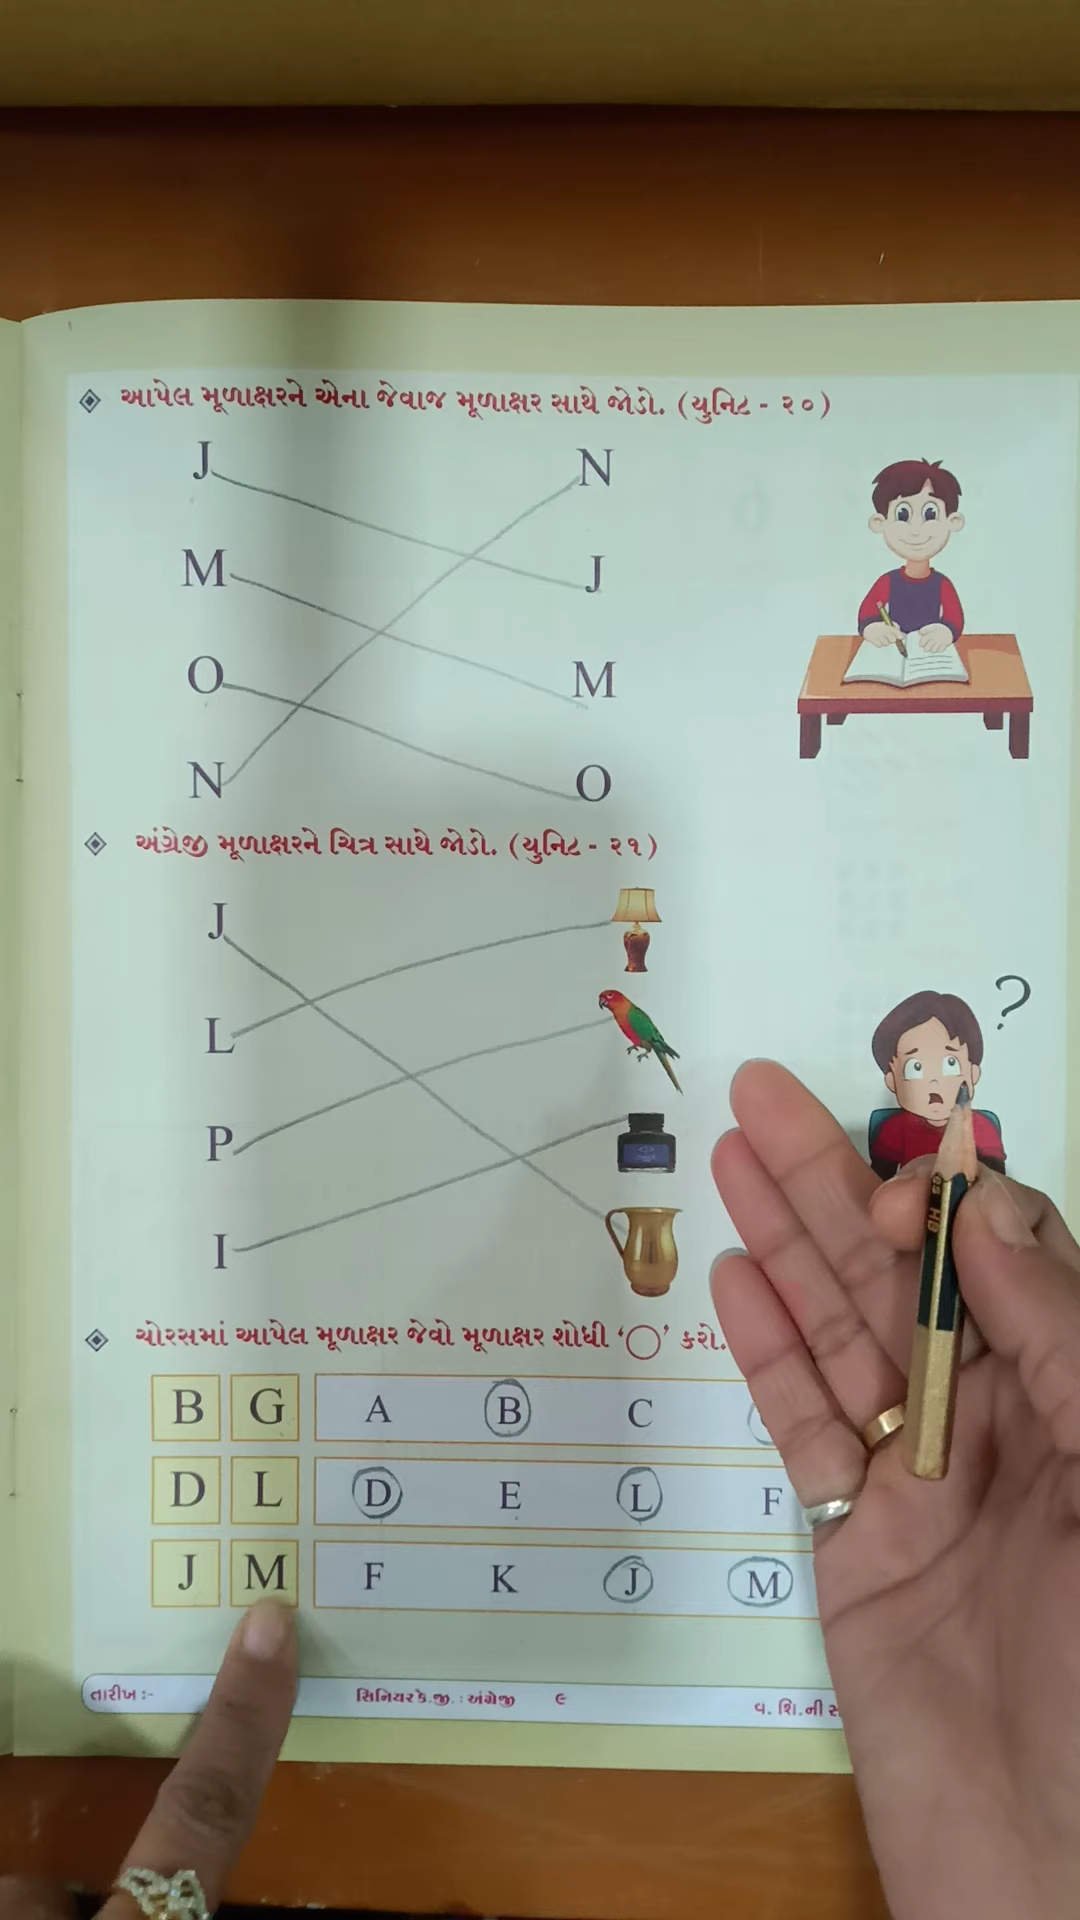 આપેલ મૂળાક્ષરને એના જેવાજ મૂળાક્ષર સાથે જોડો. (યુનિટ - ૨૦)
J N
M J
O M
N O
અંગ્રેજી મૂળાક્ષરને ચિત્ર સાથે જોડો. (યુનિટ - ૨૧)
J
L
P
I
?
ચોરસમાં આપેલ મૂળાક્ષર જેવો મૂળાક્ષર શોધી ‘◯’ કરો.
B G A B C
D L D E L F
J M F K J M
તારીખ :- સિનિયર કે.જી. : અંગ્રેજી ૯ વ. શિ.ની
HB